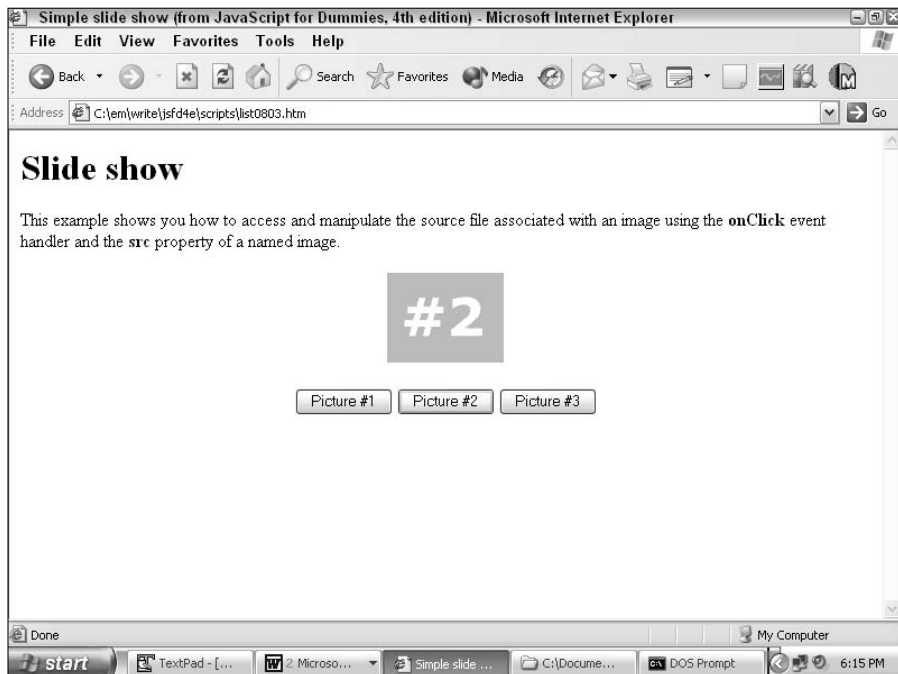 Simple slide show (from JavaScript for Dummies, 4th edition) - Microsoft Internet Explorer
File Edit View Favorites Tools Help
Back Search Favorites Media
Address C:\em\write\jsfd4e\scripts\list0803.htm Go
Slide show
This example shows you how to access and manipulate the source file associated with an image using the onClick event
handler and the src property of a named image.
#2
Picture #1 Picture #2 Picture #3
Done My Computer
start TextPad - [... 2 Microso... Simple slide ... C:\Docume... DOS Prompt 6:15 PM